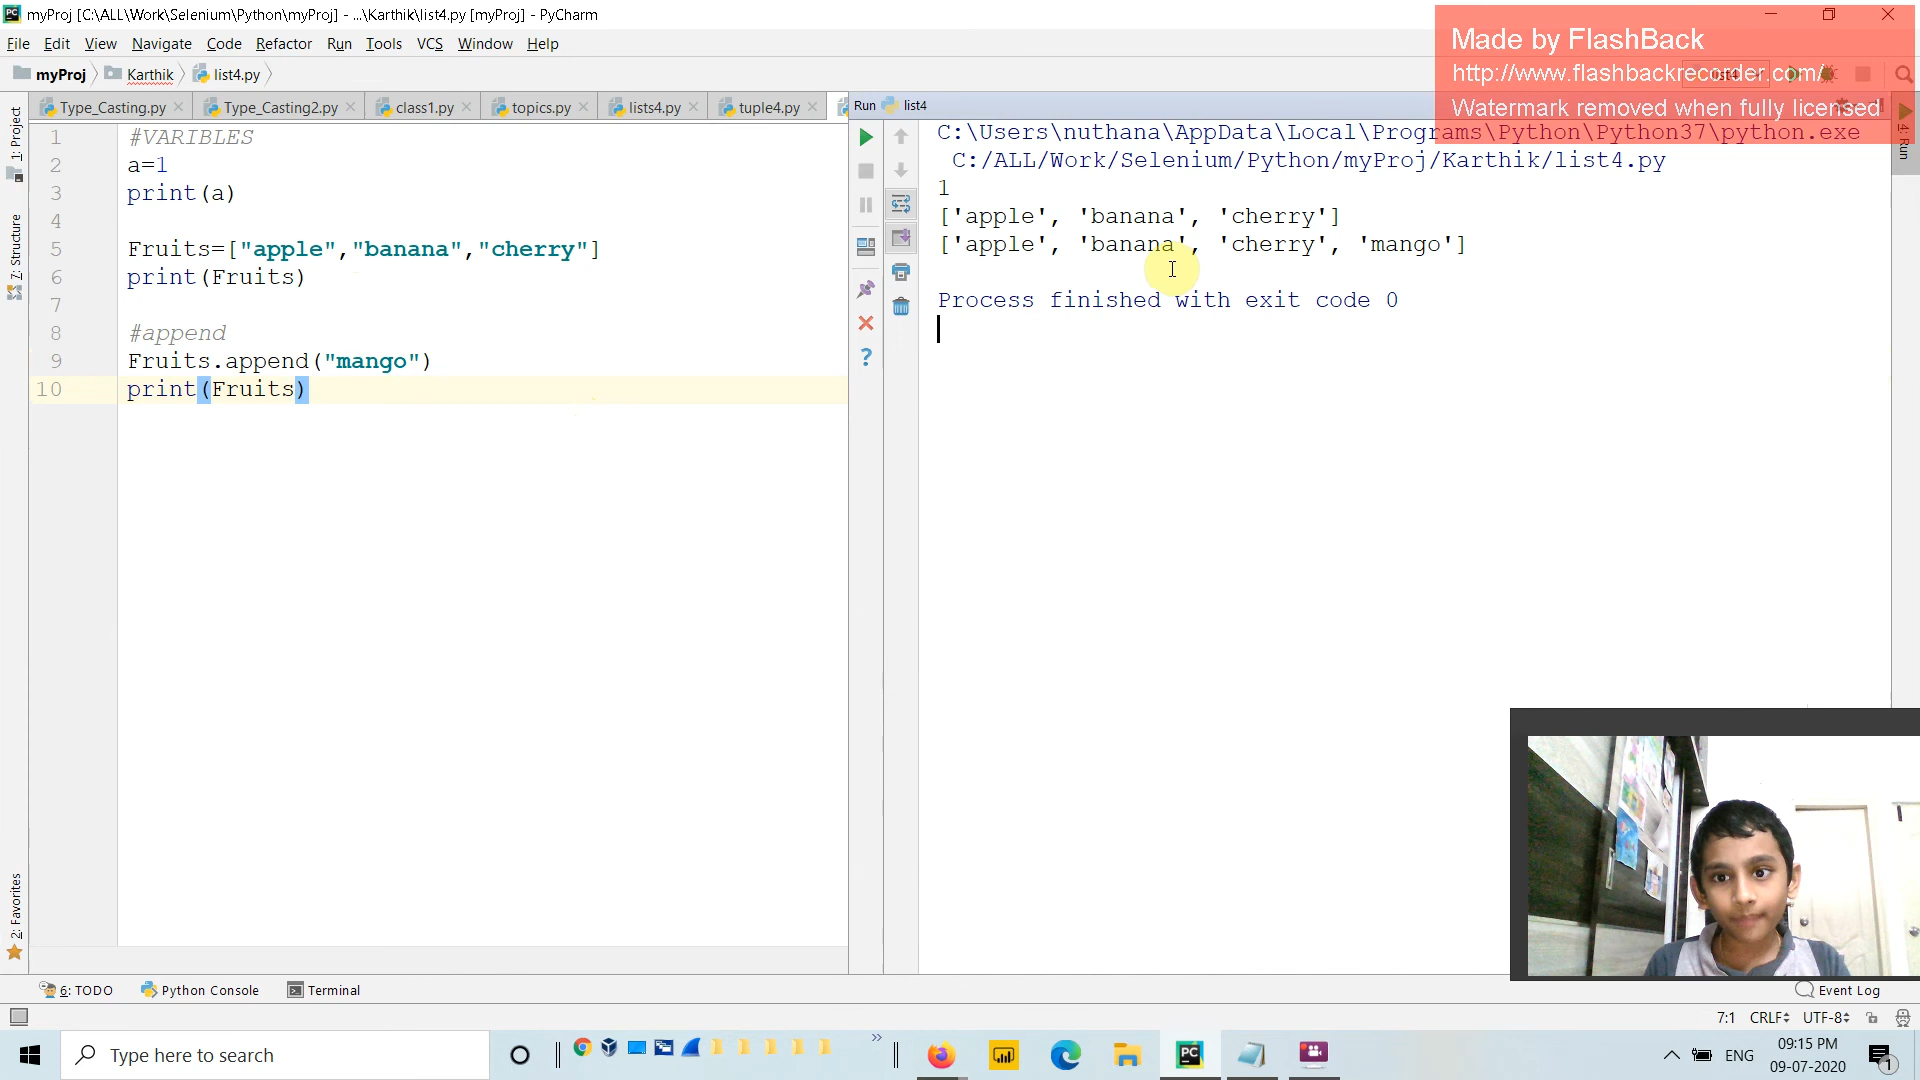 myProj [C:\ALL\Work\Selenium\Python\myProj] - ...\Karthik\list4.py [myProj] - PyCharm
File Edit View Navigate Code Refactor Run Tools VCS Window Help
Made by FlashBack
http://www.flashbackrecorder.com/
Watermark removed when fully licensed
myProj Karthik list4.py
Type_Casting.py Type_Casting2.py class1.py topics.py lists4.py tuple4.py
Run list4
1: Project
7: Structure
2: Favorites
4: Run
1 #VARIBLES
2 a=1
3 print(a)
4
5 Fruits=["apple","banana","cherry"]
6 print(Fruits)
7
8 #append
9 Fruits.append("mango")
10 print(Fruits)
C:\Users\nuthana\AppData\Local\Programs\Python\Python37\python.exe
C:/ALL/Work/Selenium/Python/myProj/Karthik/list4.py
1
['apple', 'banana', 'cherry']
['apple', 'banana', 'cherry', 'mango']
Process finished with exit code 0
6: TODO Python Console Terminal Event Log
7:1 CRLF UTF-8
Type here to search
ENG
09:15 PM
09-07-2020
1